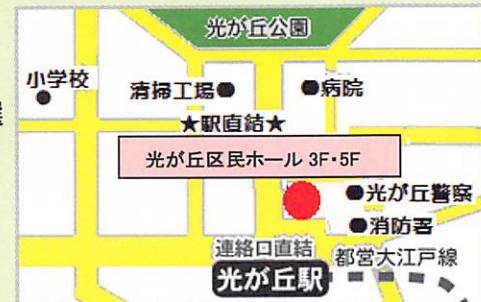 光が丘公園
小学校
清掃工場
病院
★駅直結★
光が丘区民ホール 3F・5F
光が丘警察
消防署
連絡口直結
都営大江戸線
光が丘駅